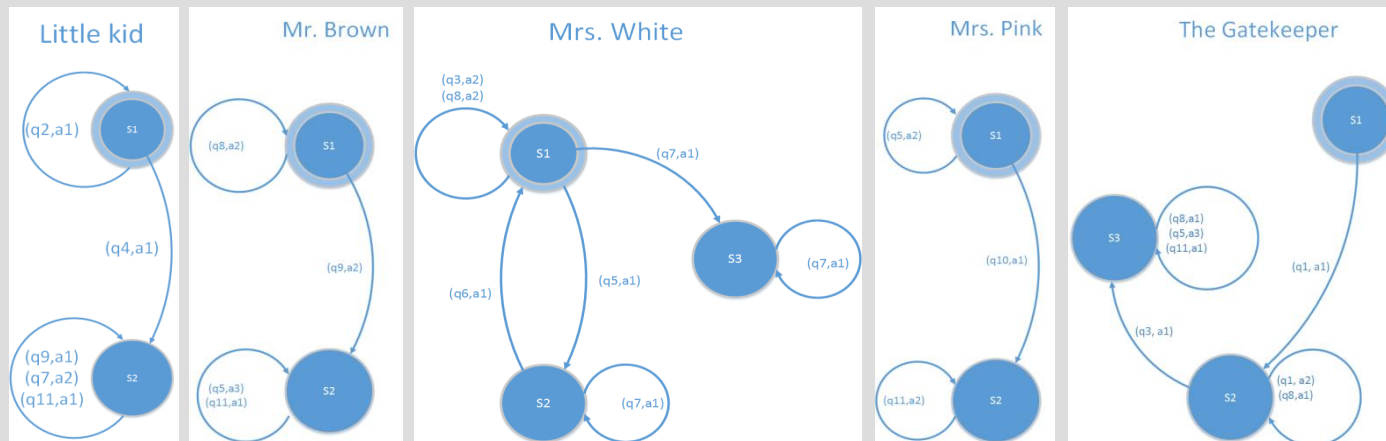 Little kid
S1
(q2,a1)
(q4,a1)
(q9,a1)
(q7,a2)
(q11,a1)
S2
Mr. Brown
S1
(q8,a2)
(q9,a2)
(q5,a3)
(q11,a1)
S2
Mrs. White
(q3,a2)
(q8,a2)
S1
(q7,a1)
S3
(q7,a1)
(q6,a1)
(q5,a1)
S2
(q7,a1)
Mrs. Pink
(q5,a2)
S1
(q10,a1)
(q11,a2)
S2
The Gatekeeper
S1
S3
(q8,a1)
(q5,a3)
(q11,a1)
(q1, a1)
(q3, a1)
S2
(q1, a2)
(q8,a1)